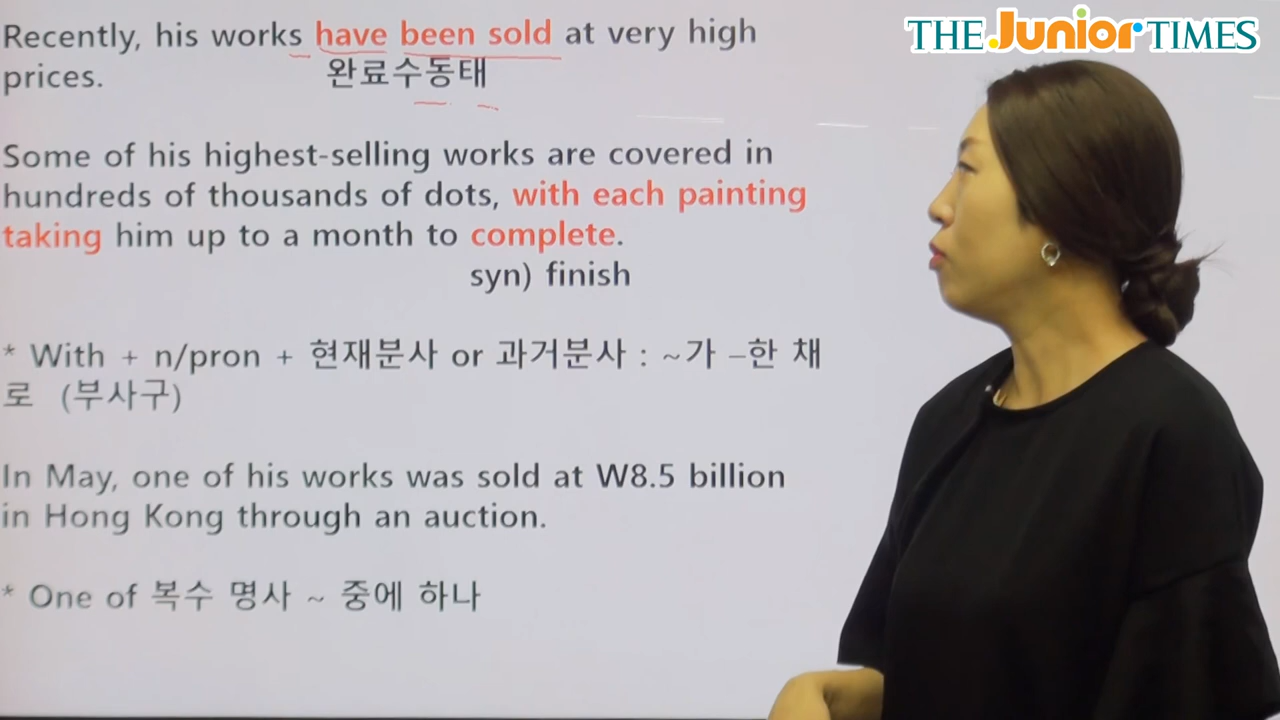 THE Junior TIMES
Recently, his works have been sold at very high
prices.
완료수동태
Some of his highest-selling works are covered in
hundreds of thousands of dots, with each painting
taking him up to a month to complete.
syn) finish
* With + n/pron + 현재분사 or 과거분사 : ~가 –한 채
로 (부사구)
In May, one of his works was sold at W8.5 billion
in Hong Kong through an auction.
* One of 복수 명사 ~ 중에 하나